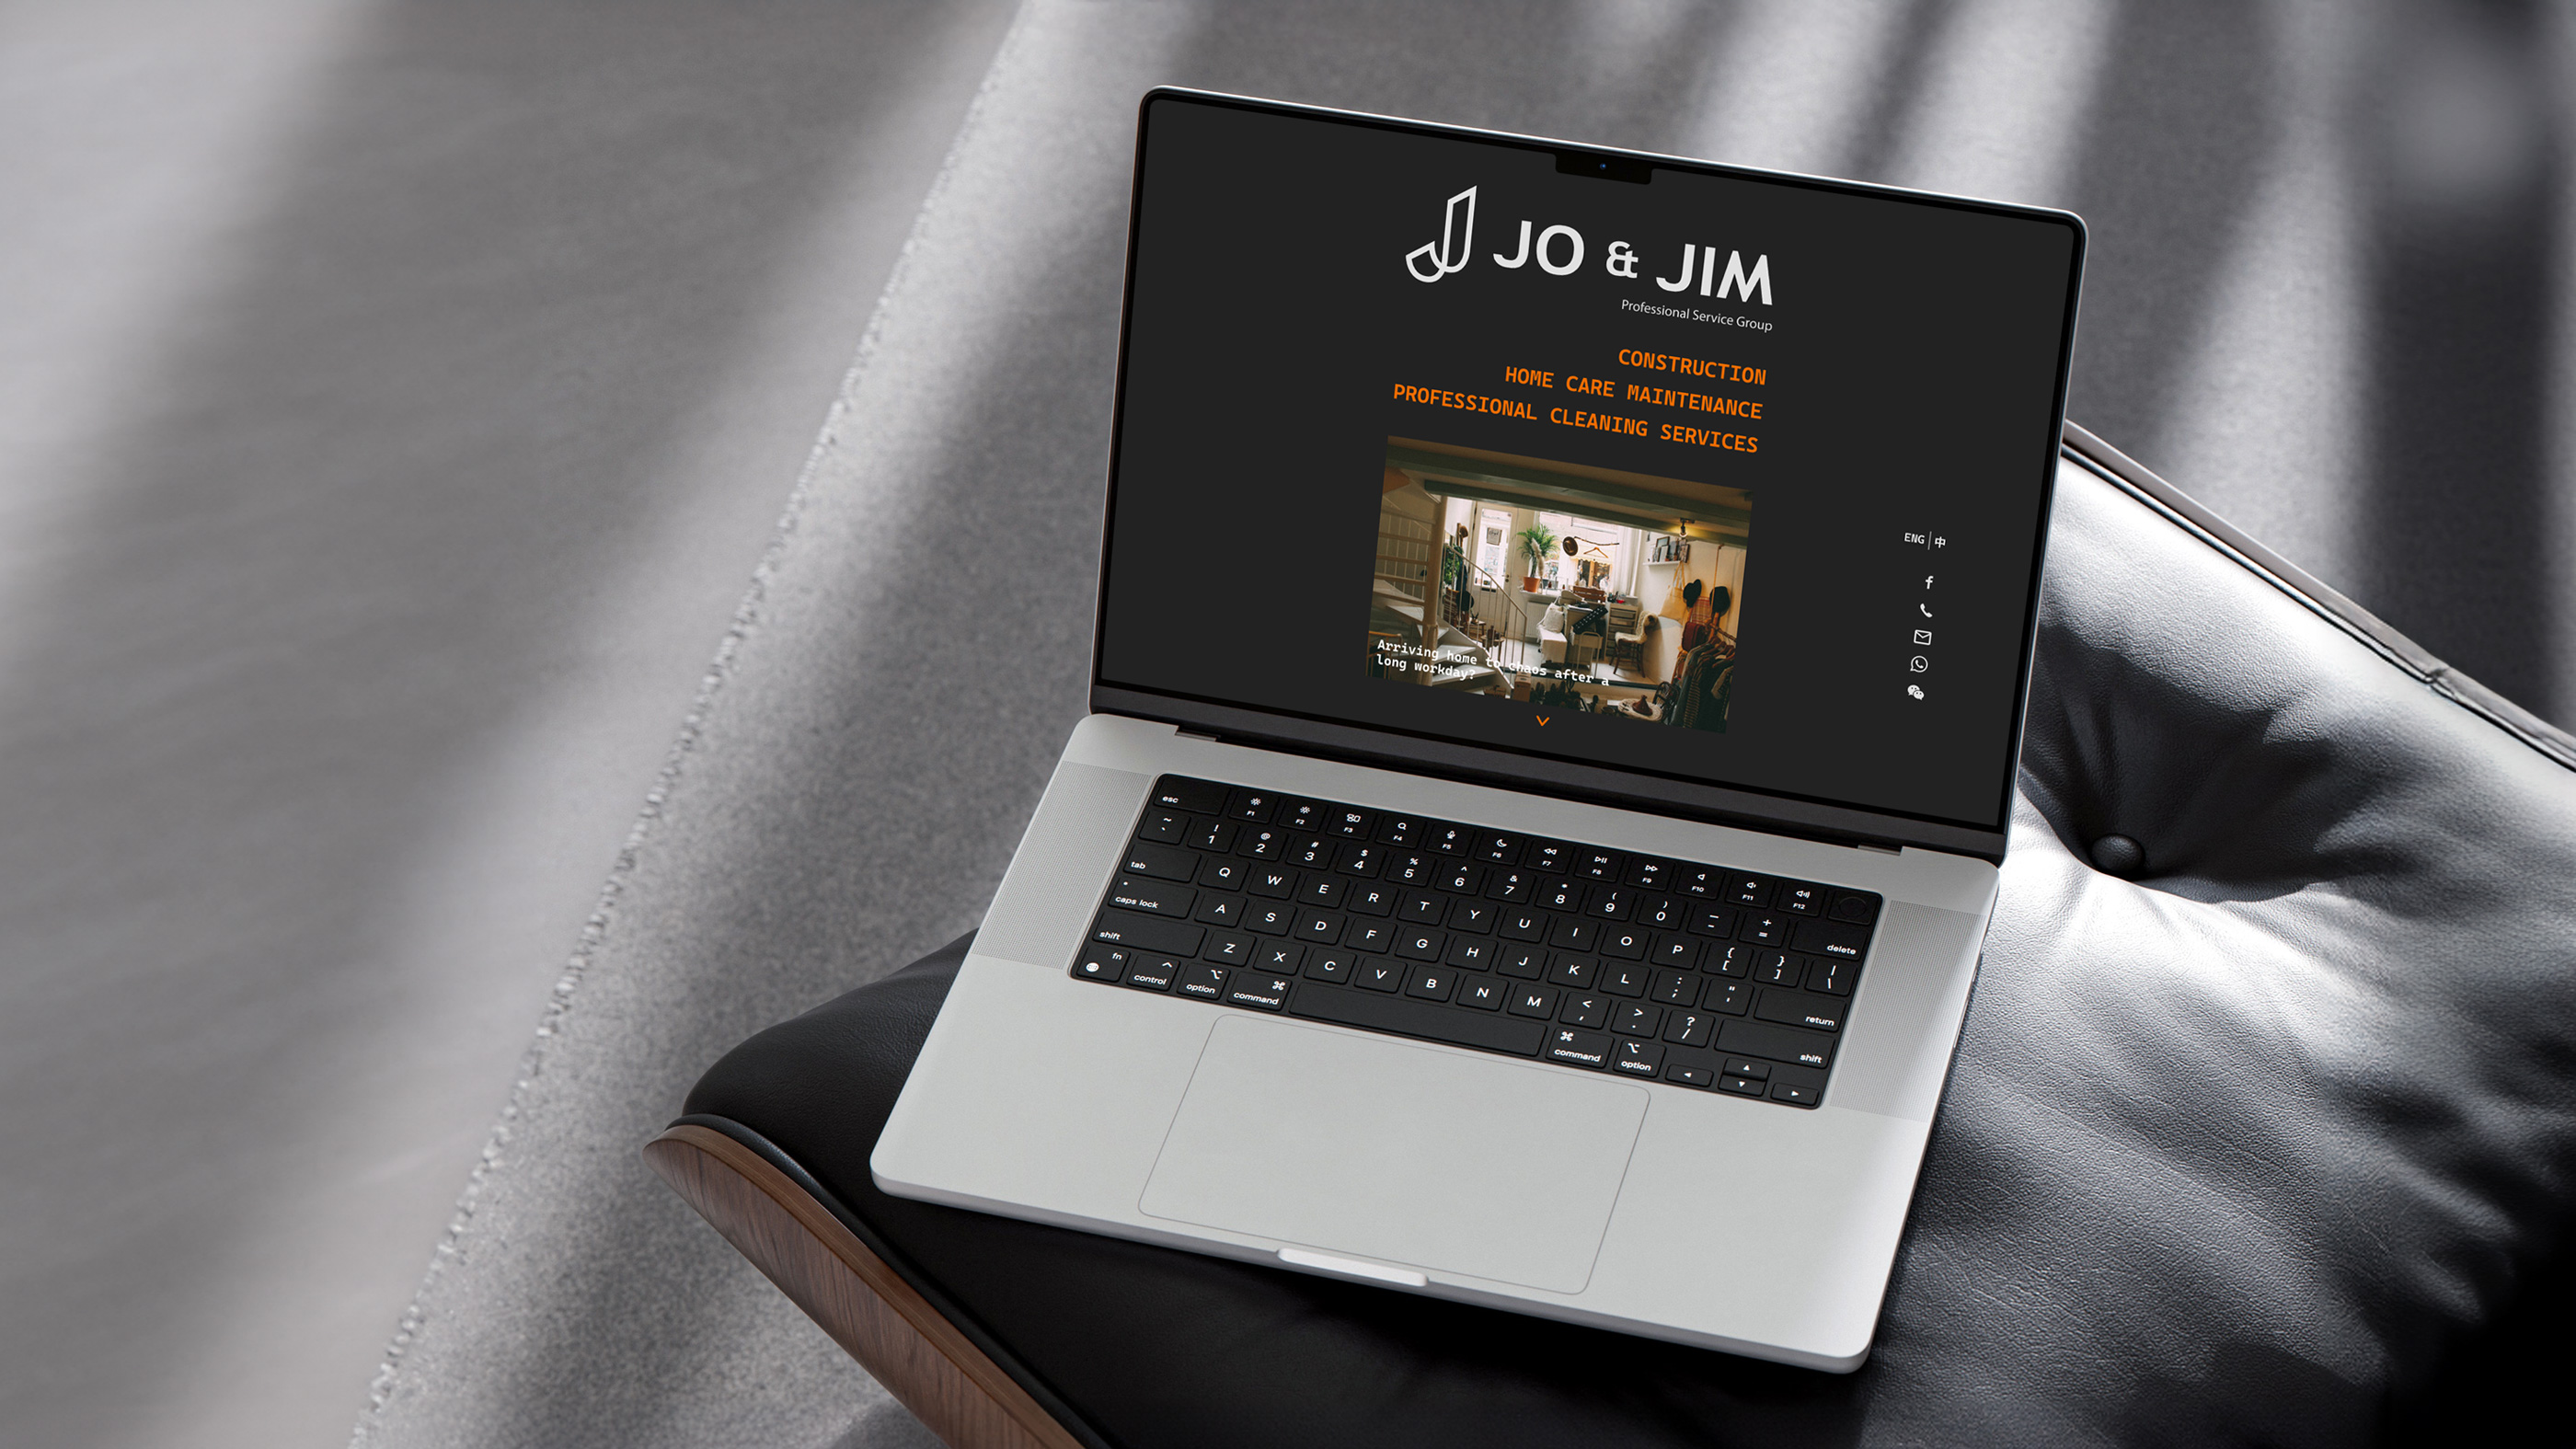 JO & JIM
Professional Service Group
CONSTRUCTION
HOME CARE MAINTENANCE
PROFESSIONAL CLEANING SERVICES
Arriving home to chaos after a
long workday?
ENG | 中
esc F1 F2 F3 F4 F5 F6 F7 F8 F9 F10 F11 F12
~ ` ! 1 @ 2 # 3 $ 4 % 5 ^ 6 & 7 * 8 ( 9 ) 0 _ - + = delete
tab Q W E R T Y U I O P { [ } ] | \
caps lock A S D F G H J K L : ; " ' return
shift Z X C V B N M < , > . ? / shift
fn control option command command option